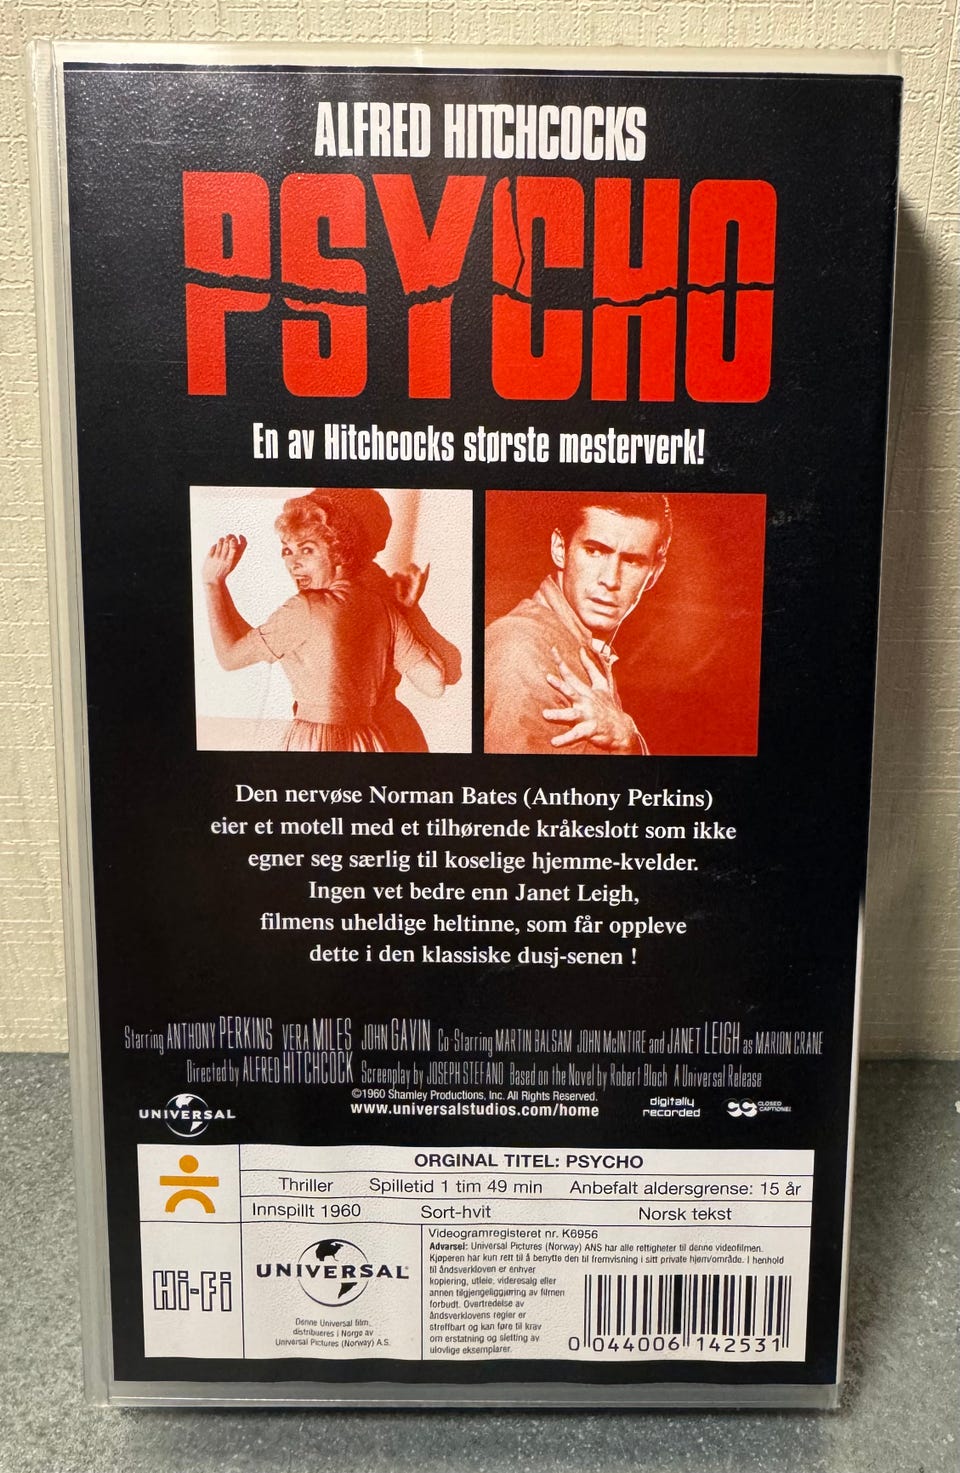 ALFRED HITCHCOCKS
PSYCHO
En av Hitchcocks største mesterverk!
Den nervøse Norman Bates (Anthony Perkins)
eier et motell med et tilhørende kråkeslott som ikke
egner seg særlig til koselige hjemme-kvelder.
Ingen vet bedre enn Janet Leigh,
filmens uheldige heltinne, som får oppleve
dette i den klassiske dusj-senen !
Starring ANTHONY PERKINS VERA MILES JOHN GAVIN Co-Starring MARTIN BALSAM JOHN McINTIRE and JANET LEIGH as MARION CRANE
Directed by ALFRED HITCHCOCK Screenplay by JOSEPH STEFANO Based on the Novel by Robert Bloch A Universal Release
©1960 Shamley Productions, Inc. All Rights Reserved.
www.universalstudios.com/home
UNIVERSAL
digitally
recorded
CLOSED
CAPTIONED
ORGINAL TITEL: PSYCHO
Thriller Spilletid 1 tim 49 min Anbefalt aldersgrense: 15 år
Innspillt 1960 Sort-hvit Norsk tekst
Hi-Fi
UNIVERSAL
Denne Universal film
distribueres i Norge av
Universal Pictures (Norway) A.S.
Videogramregisteret nr. K6956
Advarsel: Universal Pictures (Norway) ANS har alle rettigheter til denne videofilmen.
Kjøperen har kun rett til å benytte den til fremvisning i sitt private hjem/område. I henhold
til åndsverkloven er enhver
kopiering, utleie, videresalg eller
annen tilgjengeliggjøring av filmen
forbudt. Overtredelse av
åndsverklovens regler er
straffbart og kan føre til krav
om erstatning og sletting av
ulovlige eksemplarer.
0 044006 142531